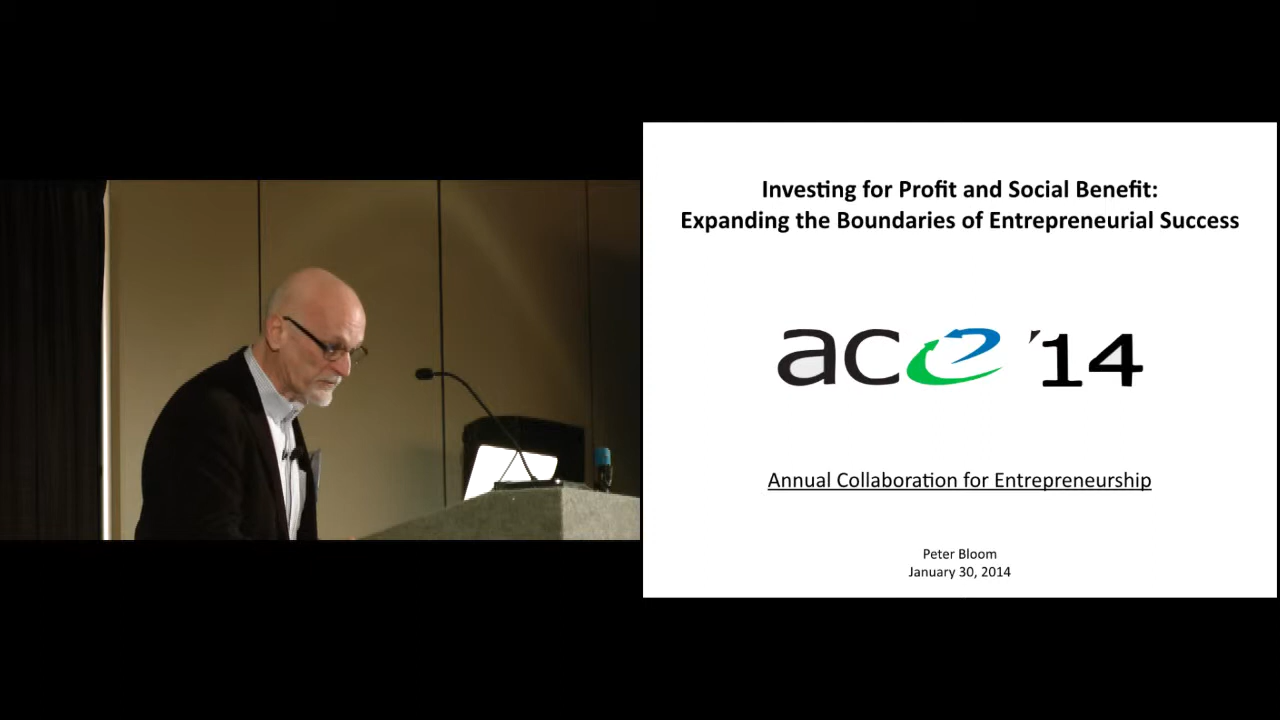 Investing for Profit and Social Benefit:
Expanding the Boundaries of Entrepreneurial Success
ace '14
Annual Collaboration for Entrepreneurship
Peter Bloom
January 30, 2014